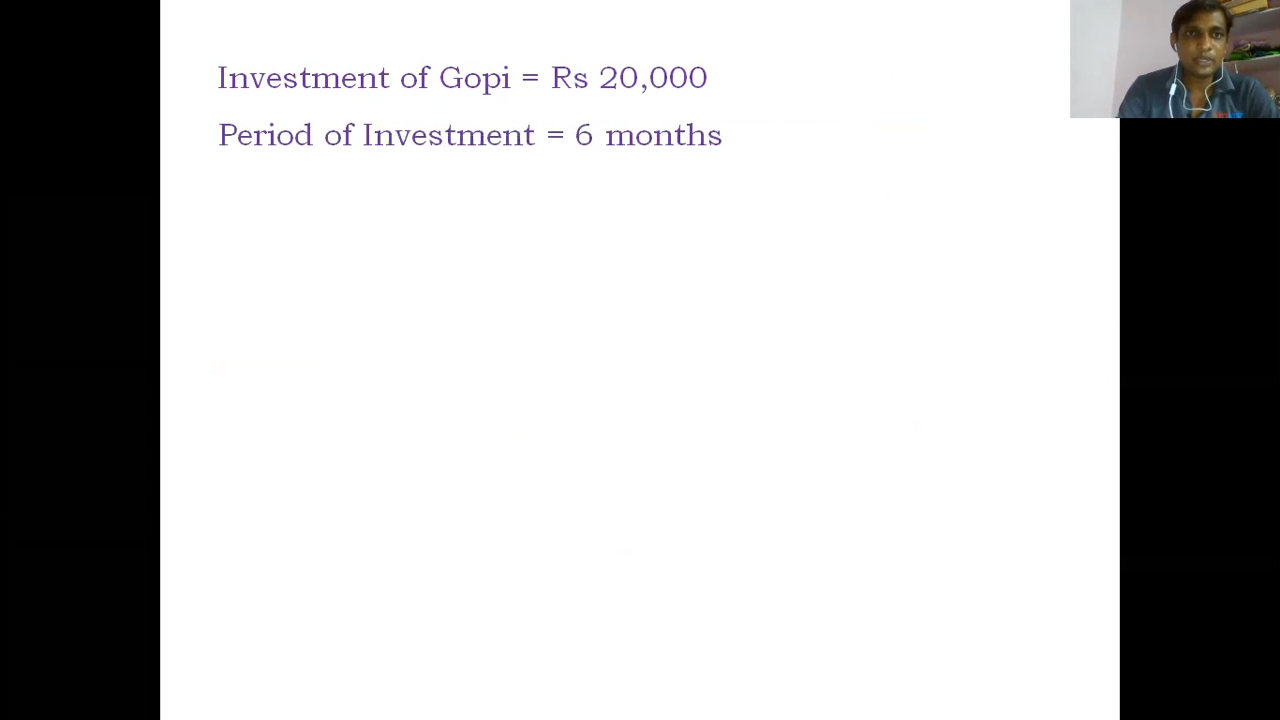 Investment of Gopi = Rs 20,000
Period of Investment = 6 months